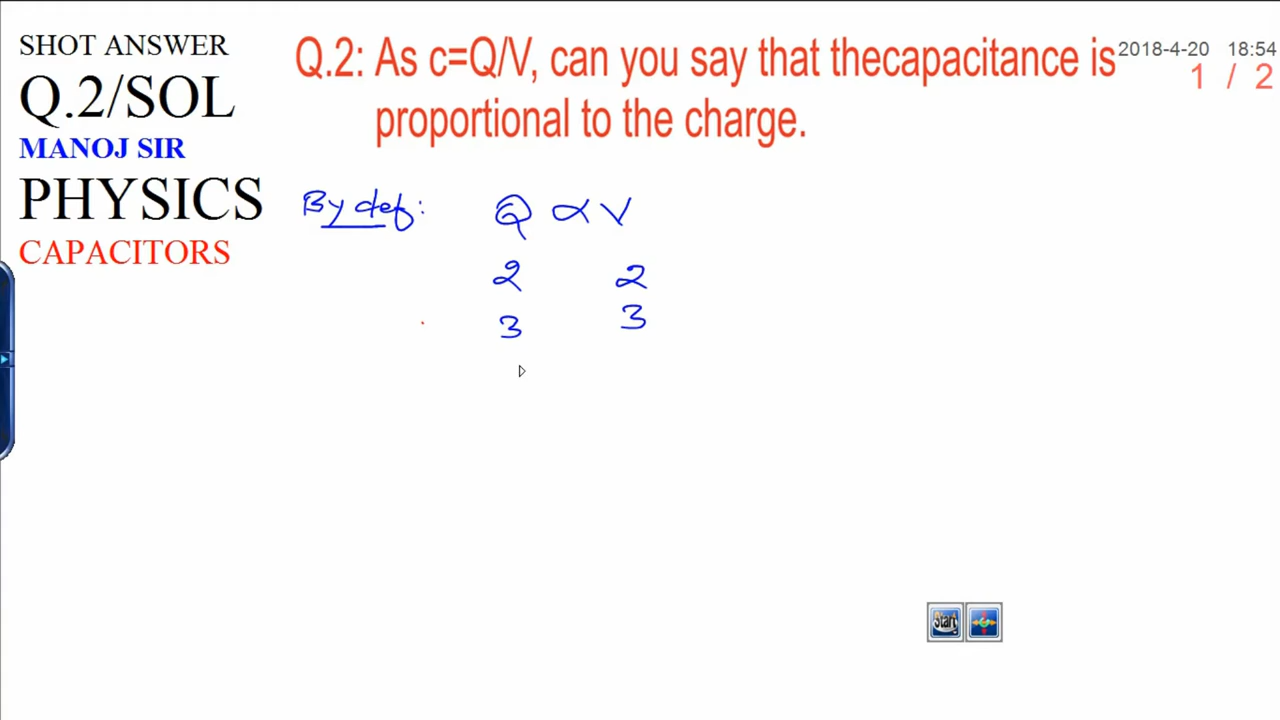 SHOT ANSWER
Q.2/SOL
MANOJ SIR
PHYSICS
CAPACITORS
Q.2: As c=Q/V, can you say that thecapacitance is
proportional to the charge.
2018-4-20 18:54
1 / 2
By def: Q ∝ V
2 2
3 3
Start